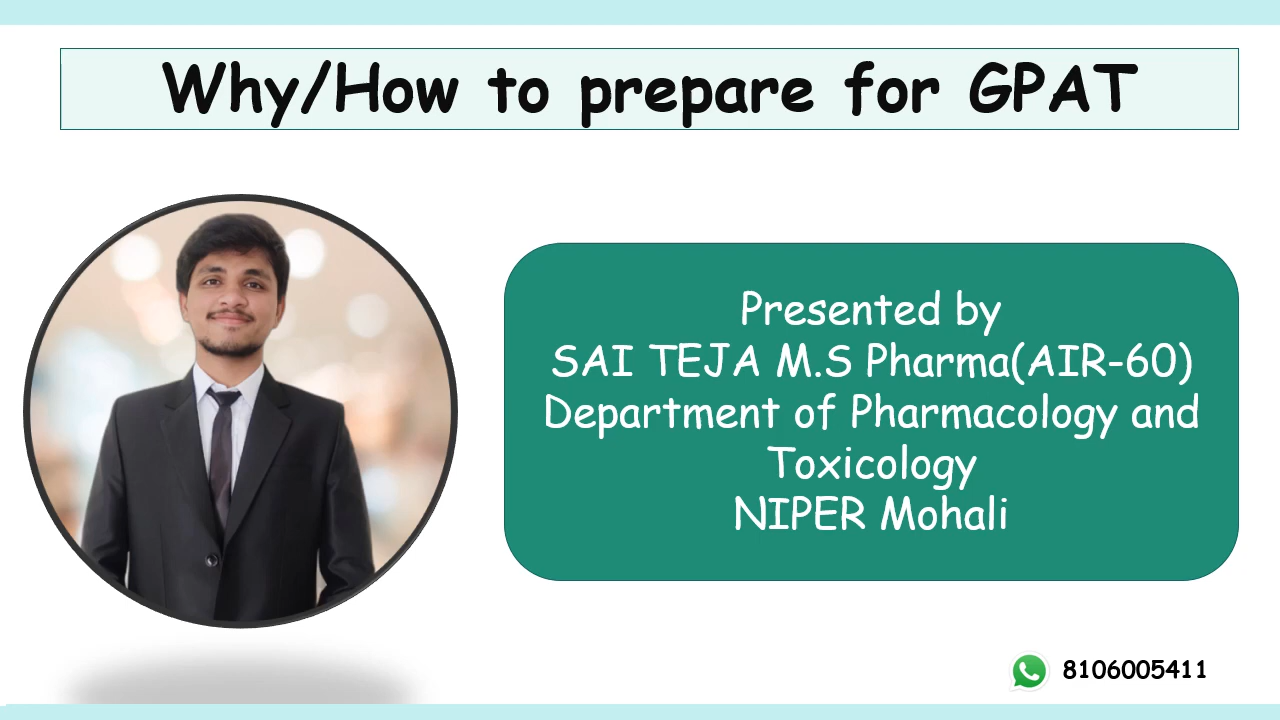 Why/How to prepare for GPAT
Presented by
SAI TEJA M.S Pharma(AIR-60)
Department of Pharmacology and
Toxicology
NIPER Mohali
8106005411